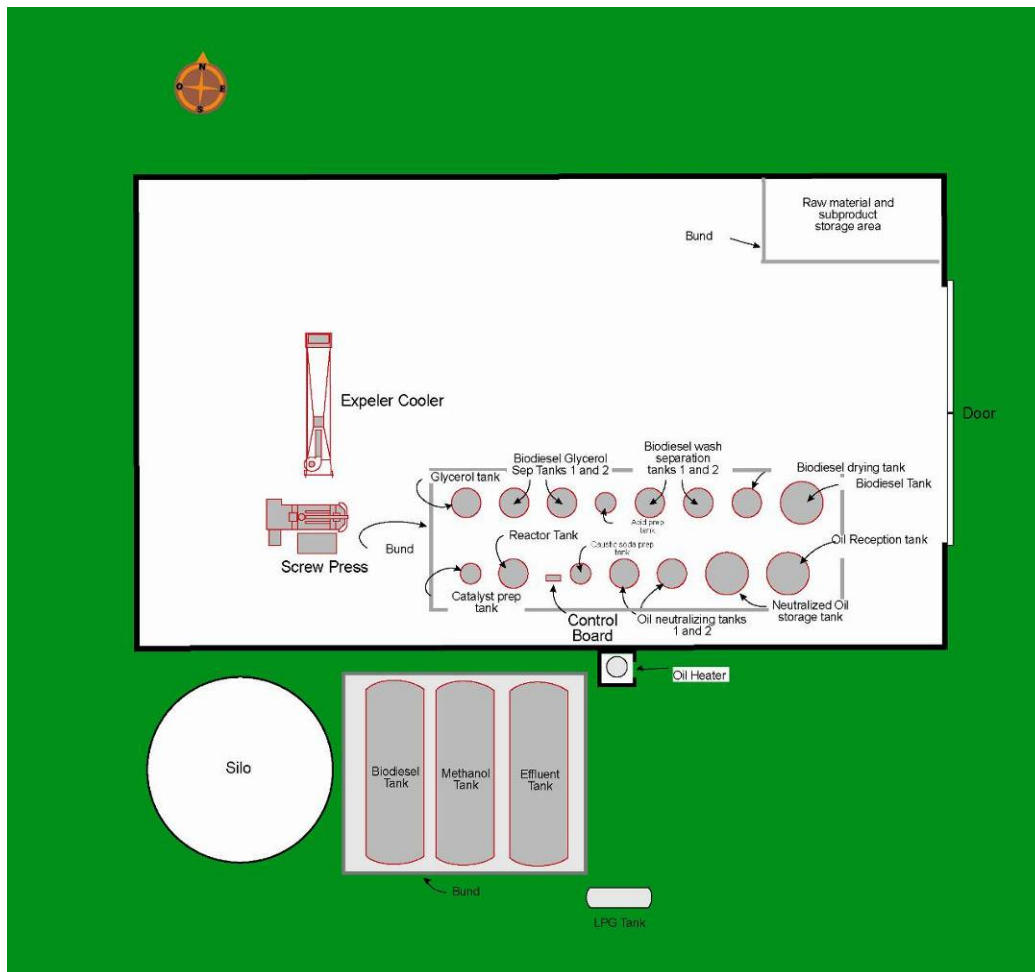 N
O
E
S
Raw material and
subproduct
storage area
Bund
Expeler Cooler
Door
Biodesel wash
separation
tanks 1 and 2
Biodiesel Glycerol
Sep Tanks 1 and 2
Biodiesel drying tank
Glycerol tank
Biodiesel Tank
Acid prep
tank
Reactor Tank
Caustic soda prep
tank
Oil Reception tank
Bund
Screw Press
Catalyst prep
tank
Control
Board
Oil neutralizing tanks
1 and 2
Neutralized Oil
storage tank
Oil Heater
Silo
Biodiesel
Tank
Methanol
Tank
Effluent
Tank
Bund
LPG Tank